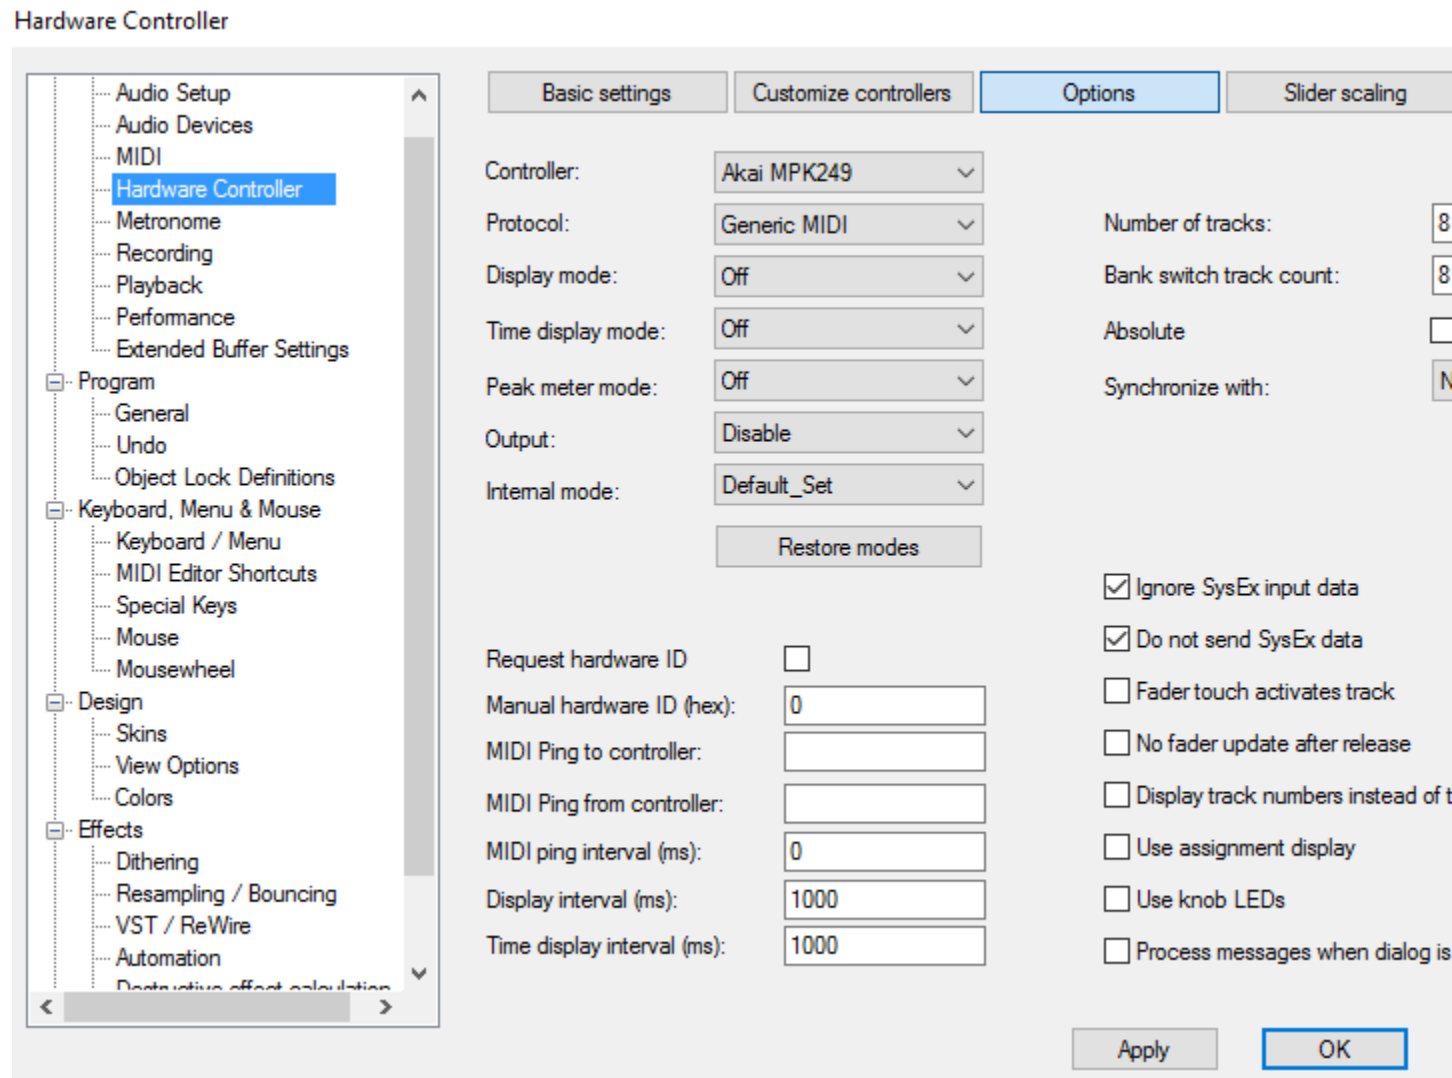 Hardware Controller
Audio Setup
Audio Devices
MIDI
Hardware Controller
Metronome
Recording
Playback
Performance
Extended Buffer Settings
Program
General
Undo
Object Lock Definitions
Keyboard, Menu & Mouse
Keyboard / Menu
MIDI Editor Shortcuts
Special Keys
Mouse
Mousewheel
Design
Skins
View Options
Colors
Effects
Dithering
Resampling / Bouncing
VST / ReWire
Automation
Destructive effect calculation
Basic settings Customize controllers Options Slider scaling
Controller: Akai MPK249
Protocol: Generic MIDI Number of tracks: 8
Display mode: Off Bank switch track count: 8
Time display mode: Off Absolute
Peak meter mode: Off Synchronize with: N
Output: Disable
Internal mode: Default_Set
Restore modes
Ignore SysEx input data
Do not send SysEx data
Request hardware ID
Fader touch activates track
Manual hardware ID (hex): 0
No fader update after release
MIDI Ping to controller:
Display track numbers instead of t
MIDI Ping from controller:
Use assignment display
MIDI ping interval (ms): 0
Use knob LEDs
Display interval (ms): 1000
Process messages when dialog is
Time display interval (ms): 1000
Apply OK